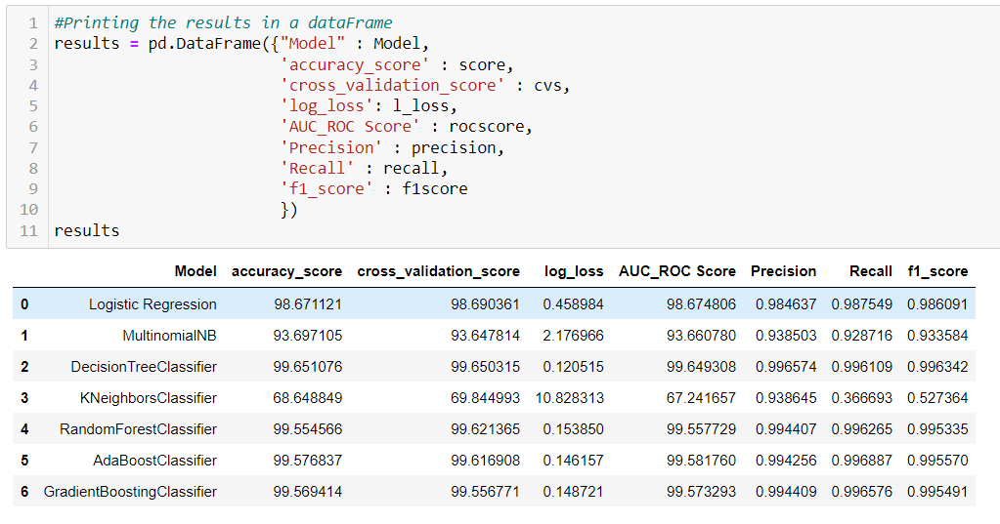 1 #Printing the results in a dataFrame
2 results = pd.DataFrame({"Model" : Model,
3 'accuracy_score' : score,
4 'cross_validation_score' : cvs,
5 'log_loss': l_loss,
6 'AUC_ROC Score' : rocscore,
7 'Precision' : precision,
8 'Recall' : recall,
9 'f1_score' : f1score
10 })
11 results
Model accuracy_score cross_validation_score log_loss AUC_ROC Score Precision Recall f1_score
0 Logistic Regression 98.671121 98.690361 0.458984 98.674806 0.984637 0.987549 0.986091
1 MultinomialNB 93.697105 93.647814 2.176966 93.660780 0.938503 0.928716 0.933584
2 DecisionTreeClassifier 99.651076 99.650315 0.120515 99.649308 0.996574 0.996109 0.996342
3 KNeighborsClassifier 68.648849 69.844993 10.828313 67.241657 0.938645 0.366693 0.527364
4 RandomForestClassifier 99.554566 99.621365 0.153850 99.557729 0.994407 0.996265 0.995335
5 AdaBoostClassifier 99.576837 99.616908 0.146157 99.581760 0.994256 0.996887 0.995570
6 GradientBoostingClassifier 99.569414 99.556771 0.148721 99.573293 0.994409 0.996576 0.995491